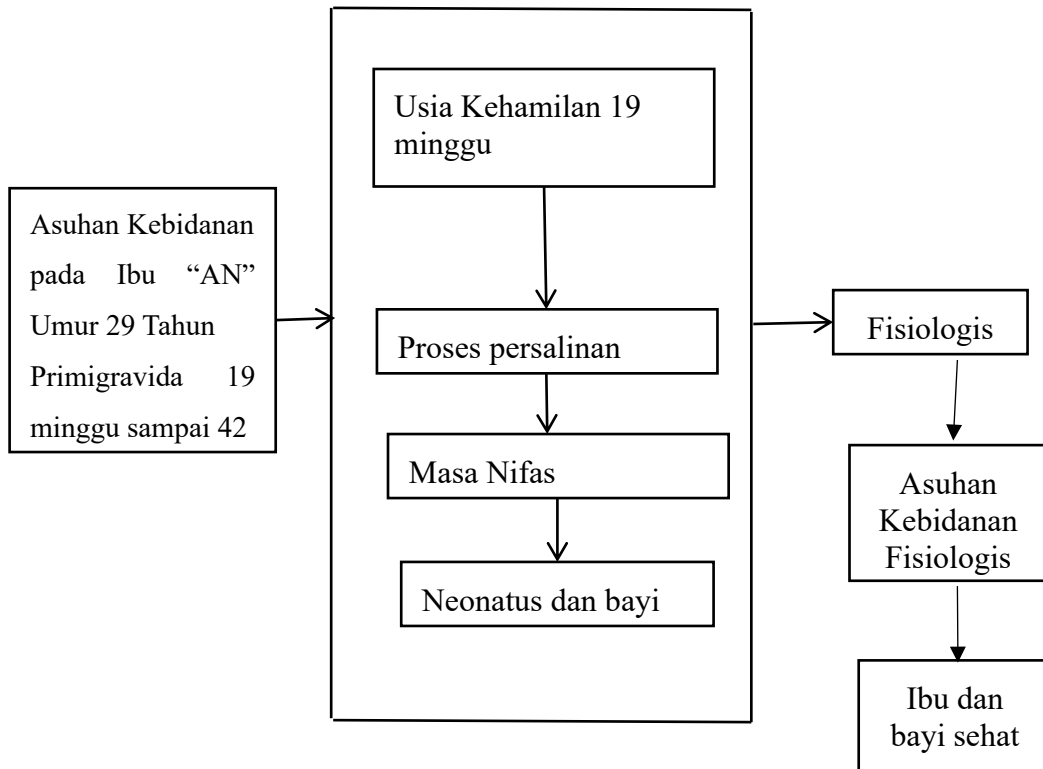 Asuhan Kebidanan
pada Ibu “AN”
Umur 29 Tahun
Primigravida 19
minggu sampai 42
Usia Kehamilan 19
minggu
Proses persalinan
Masa Nifas
Neonatus dan bayi
Fisiologis
Asuhan
Kebidanan
Fisiologis
Ibu dan
bayi sehat